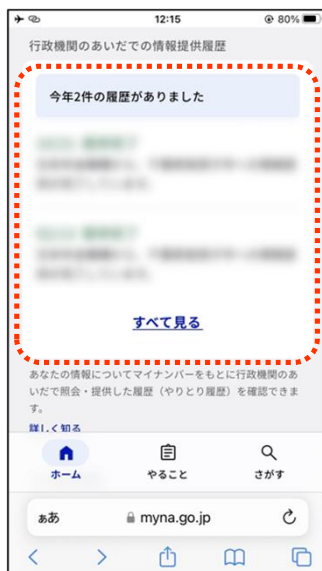 12:15
80%
行政機関のあいだでの情報提供履歴
今年2件の履歴がありました
すべて見る
あなたの情報についてマイナンバーをもとに行政機関のあ
いだで照会・提供した履歴（やりとり履歴）を確認できま
す。
詳しく知る
ホーム
やること
さがす
ああ
myna.go.jp